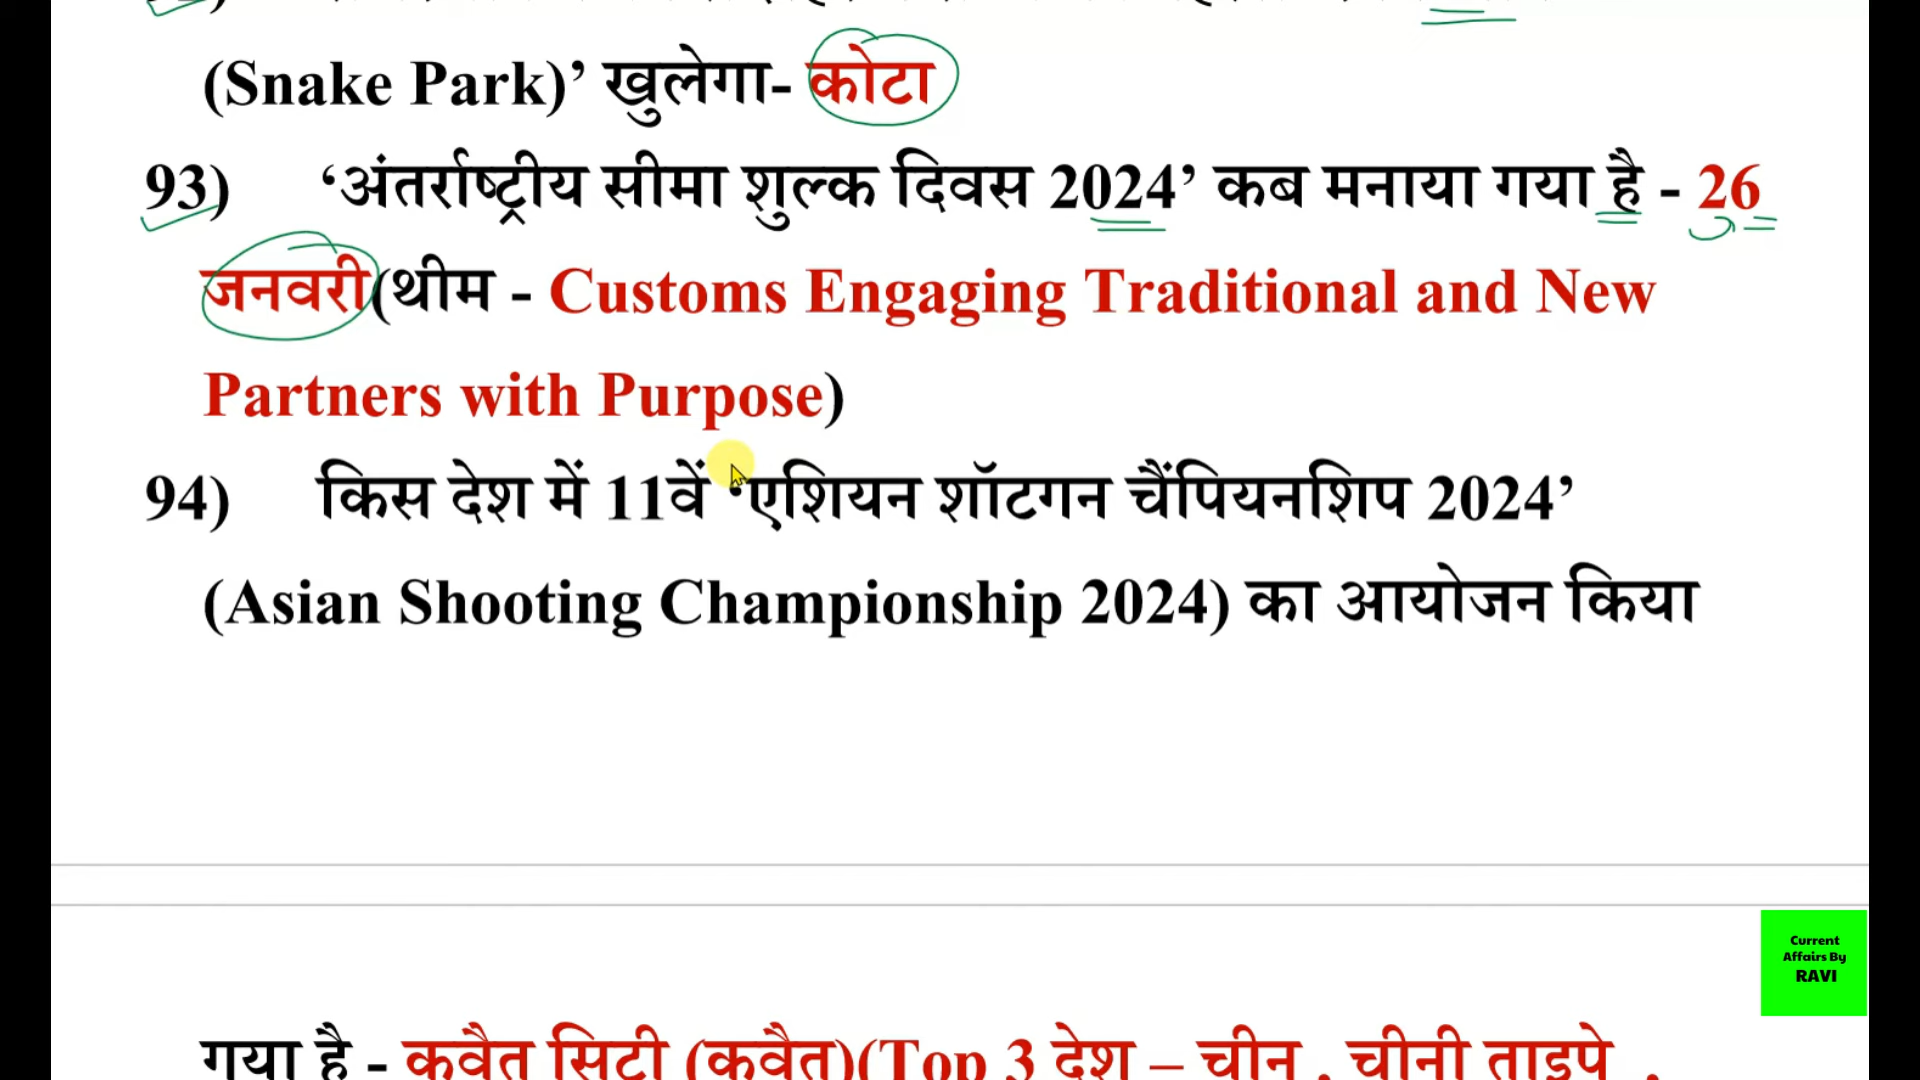 (Snake Park)’ खुलेगा- कोटा
93) ‘अंतर्राष्ट्रीय सीमा शुल्क दिवस 2024’ कब मनाया गया है - 26
जनवरी(थीम - Customs Engaging Traditional and New
Partners with Purpose)
94) किस देश में 11वें ‘एशियन शॉटगन चैंपियनशिप 2024’
(Asian Shooting Championship 2024) का आयोजन किया
Current
Affairs By
RAVI
गया है - कुवैत सिटी (कुवैत)(Top 3 देश – चीन , चीनी ताइपे ,